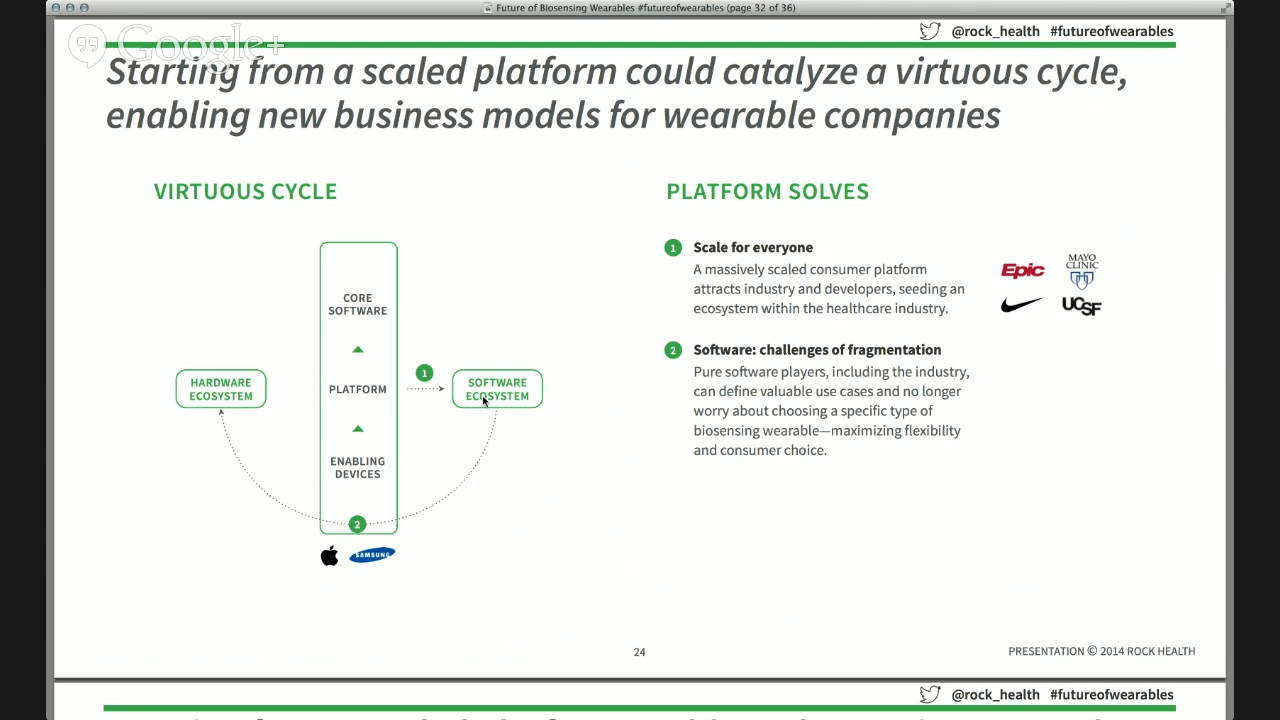 Future of Biosensing Wearables #futureofwearables (page 32 of 36)
Google+
@rock_health #futureofwearables
Starting from a scaled platform could catalyze a virtuous cycle,
enabling new business models for wearable companies
VIRTUOUS CYCLE
CORE
SOFTWARE
HARDWARE
ECOSYSTEM
PLATFORM
1
SOFTWARE
ECOSYSTEM
ENABLING
DEVICES
2
SAMSUNG
PLATFORM SOLVES
1 Scale for everyone
A massively scaled consumer platform
attracts industry and developers, seeding an
ecosystem within the healthcare industry.
Epic
MAYO
CLINIC
UCSF
2 Software: challenges of fragmentation
Pure software players, including the industry,
can define valuable use cases and no longer
worry about choosing a specific type of
biosensing wearable—maximizing flexibility
and consumer choice.
24
PRESENTATION © 2014 ROCK HEALTH
@rock_health #futureofwearables